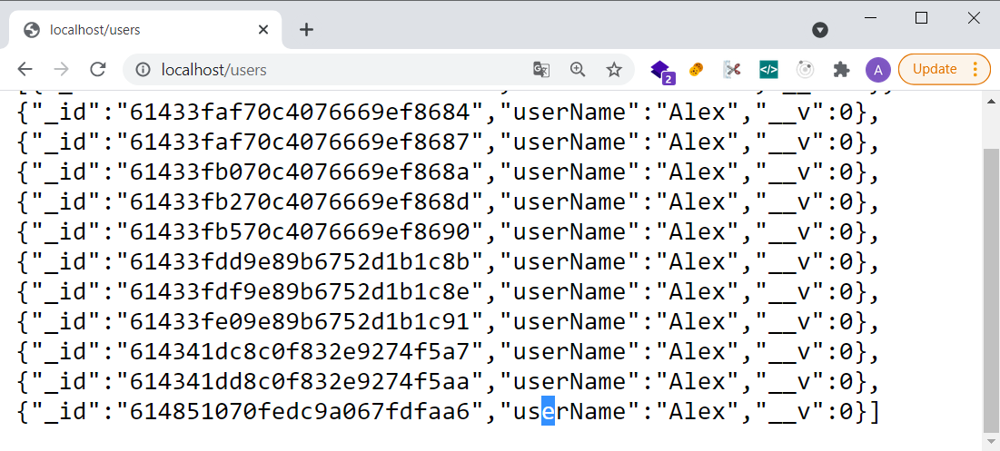 localhost/users
localhost/users
2
A
Update
{"_id":"61433faf70c4076669ef8684","userName":"Alex","__v":0},
{"_id":"61433faf70c4076669ef8687","userName":"Alex","__v":0},
{"_id":"61433fb070c4076669ef868a","userName":"Alex","__v":0},
{"_id":"61433fb270c4076669ef868d","userName":"Alex","__v":0},
{"_id":"61433fb570c4076669ef8690","userName":"Alex","__v":0},
{"_id":"61433fdd9e89b6752d1b1c8b","userName":"Alex","__v":0},
{"_id":"61433fdf9e89b6752d1b1c8e","userName":"Alex","__v":0},
{"_id":"61433fe09e89b6752d1b1c91","userName":"Alex","__v":0},
{"_id":"614341dc8c0f832e9274f5a7","userName":"Alex","__v":0},
{"_id":"614341dd8c0f832e9274f5aa","userName":"Alex","__v":0},
{"_id":"614851070fedc9a067fdfaa6","userName":"Alex","__v":0}]